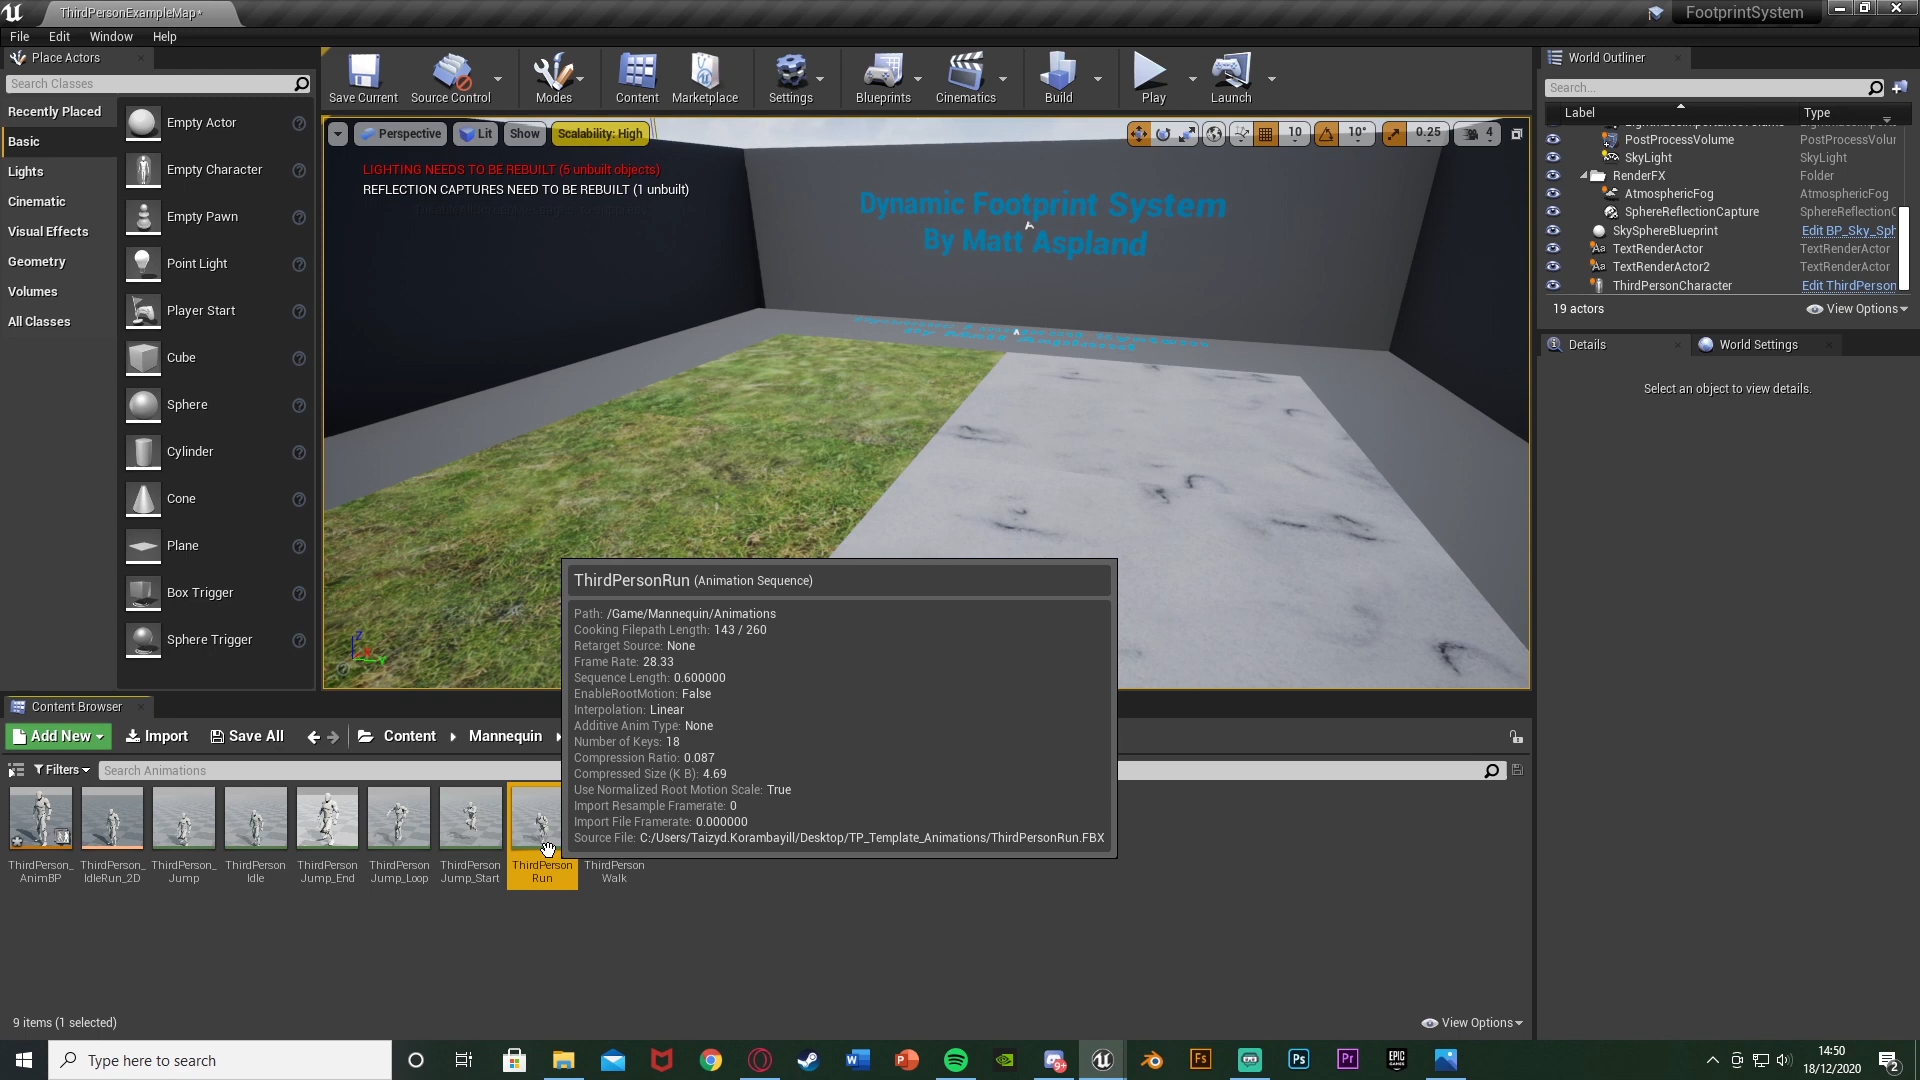 ThirdPersonExampleMap*
FootprintSystem
File Edit Window Help
Place Actors
Search Classes
Recently Placed
Basic
Lights
Cinematic
Visual Effects
Geometry
Volumes
All Classes
Empty Actor
Empty Character
Empty Pawn
Point Light
Player Start
Cube
Sphere
Cylinder
Cone
Plane
Box Trigger
Sphere Trigger
Save Current Source Control Modes Content Marketplace Settings Blueprints Cinematics Build Play Launch
Perspective Lit Show Scalability: High 10 10° 0.25 4
LIGHTING NEEDS TO BE REBUILT (5 unbuilt objects)
REFLECTION CAPTURES NEED TO BE REBUILT (1 unbuilt)
Dynamic Footprint System
By Matt Aspland
World Outliner
Search...
Label Type
PostProcessVolume PostProcessVolur
SkyLight SkyLight
RenderFX Folder
AtmosphericFog AtmosphericFog
SphereReflectionCapture SphereReflectionC
SkySphereBlueprint Edit BP_Sky_Sph
TextRenderActor TextRenderActor
TextRenderActor2 TextRenderActor
ThirdPersonCharacter Edit ThirdPerson
19 actors View Options
Details World Settings
Select an object to view details.
ThirdPersonRun (Animation Sequence)
Path: /Game/Mannequin/Animations
Cooking Filepath Length: 143 / 260
Retarget Source: None
Frame Rate: 28.33
Sequence Length: 0.600000
EnableRootMotion: False
Interpolation: Linear
Additive Anim Type: None
Number of Keys: 18
Compression Ratio: 0.087
Compressed Size (K B): 4.69
Use Normalized Root Motion Scale: True
Import Resample Framerate: 0
Import File Framerate: 0.000000
Source File: C:/Users/Taizyd.Korambayill/Desktop/TP_Template_Animations/ThirdPersonRun.FBX
Content Browser
Add New Import Save All Content Mannequin
Filters Search Animations
ThirdPerson_ AnimBP
ThirdPerson_ IdleRun_2D
ThirdPerson_ Jump
ThirdPerson Idle
ThirdPerson Jump_End
ThirdPerson Jump_Loop
ThirdPerson Jump_Start
ThirdPerson Run
ThirdPerson Walk
9 items (1 selected) View Options
Type here to search
14:50
18/12/2020